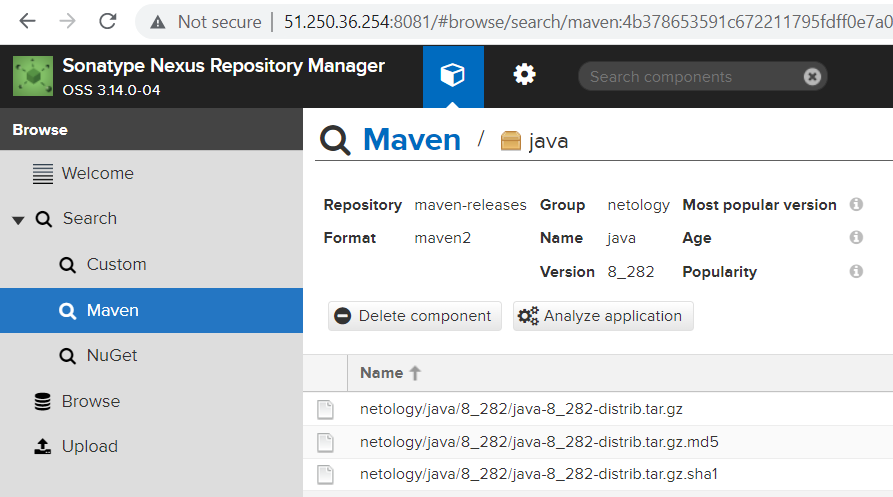 Not secure | 51.250.36.254:8081/#browse/search/maven:4b378653591c672211795fdff0e7a0
Sonatype Nexus Repository Manager
OSS 3.14.0-04
Search components
Browse
Welcome
Search
Custom
Maven
NuGet
Browse
Upload
Maven / java
Repository maven-releases Group netology Most popular version
Format maven2 Name java Age
Version 8_282 Popularity
Delete component Analyze application
Name
netology/java/8_282/java-8_282-distrib.tar.gz
netology/java/8_282/java-8_282-distrib.tar.gz.md5
netology/java/8_282/java-8_282-distrib.tar.gz.sha1